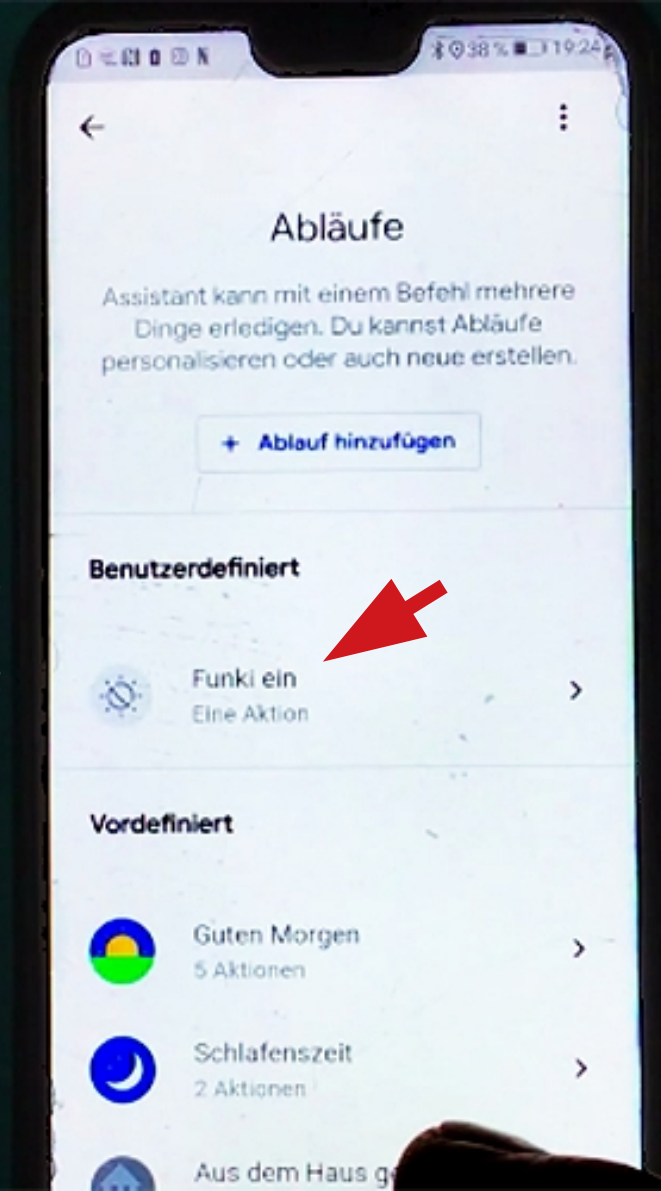 38 % 19:24
Abläufe
Assistant kann mit einem Befehl mehrere
Dinge erledigen. Du kannst Abläufe
personalisieren oder auch neue erstellen.
+ Ablauf hinzufügen
Benutzerdefiniert
Funki ein
Eine Aktion
Vordefiniert
Guten Morgen
5 Aktionen
Schlafenszeit
2 Aktionen
Aus dem Haus